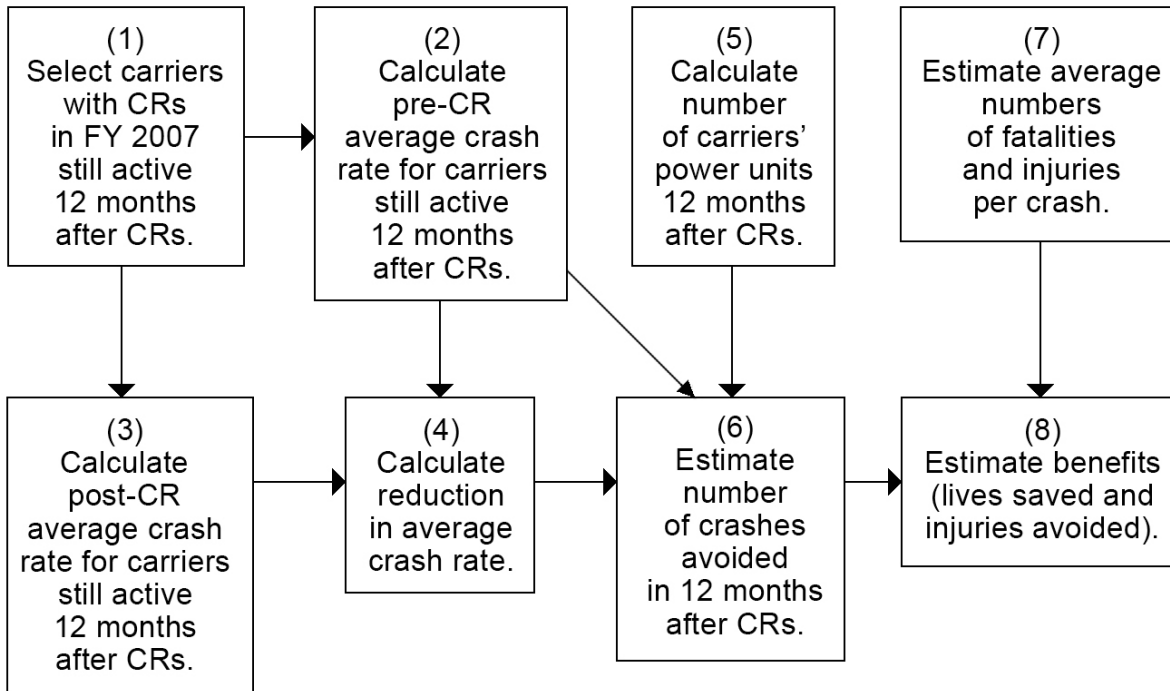 (1)
Select carriers
with CRs
in FY 2007
still active
12 months
after CRs.
(2)
Calculate
pre-CR
average crash
rate for carriers
still active
12 months
after CRs.
(5)
Calculate
number
of carriers’
power units
12 months
after CRs.
(7)
Estimate average
numbers
of fatalities
and injuries
per crash.
(3)
Calculate
post-CR
average crash
rate for carriers
still active
12 months
after CRs.
(4)
Calculate
reduction
in average
crash rate.
(6)
Estimate
number
of crashes
avoided
in 12 months
after CRs.
(8)
Estimate benefits
(lives saved and
injuries avoided).